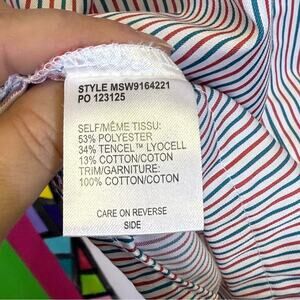 STYLE MSW9164221
PO 123125
SELF/MÊME TISSU:
53% POLYESTER
34% TENCEL™ LYOCELL
13% COTTON/COTON
TRIM/GARNITURE:
100% COTTON/COTON
CARE ON REVERSE
SIDE